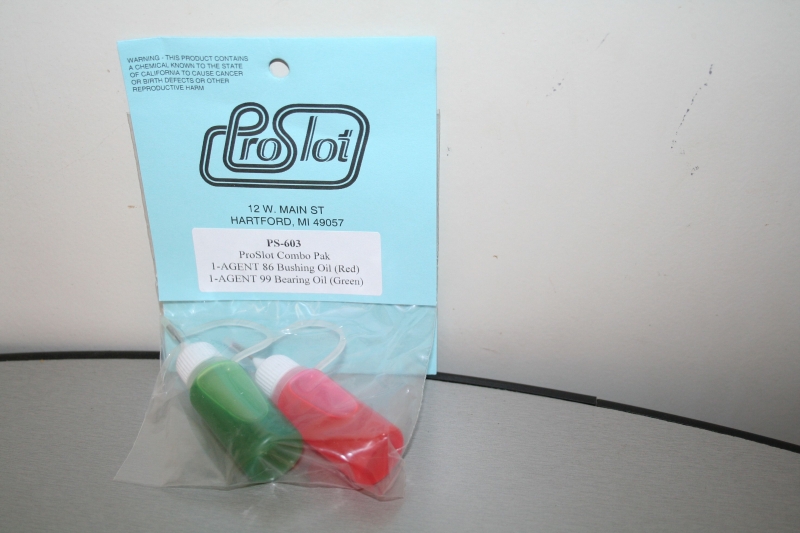 WARNING - THIS PRODUCT CONTAINS
A CHEMICAL KNOWN TO THE STATE
OF CALIFORNIA TO CAUSE CANCER
OR BIRTH DEFECTS OR OTHER
REPRODUCTIVE HARM
ProSlot
12 W. MAIN ST
HARTFORD, MI 49057
PS-603
ProSlot Combo Pak
1-AGENT 86 Bushing Oil (Red)
1-AGENT 99 Bearing Oil (Green)